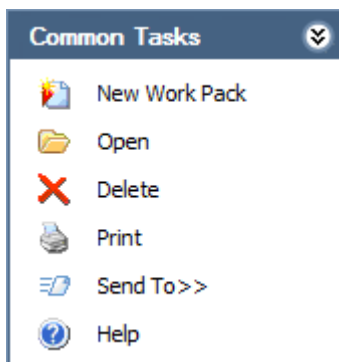 Common Tasks
New Work Pack
Open
Delete
Print
Send To>>
Help